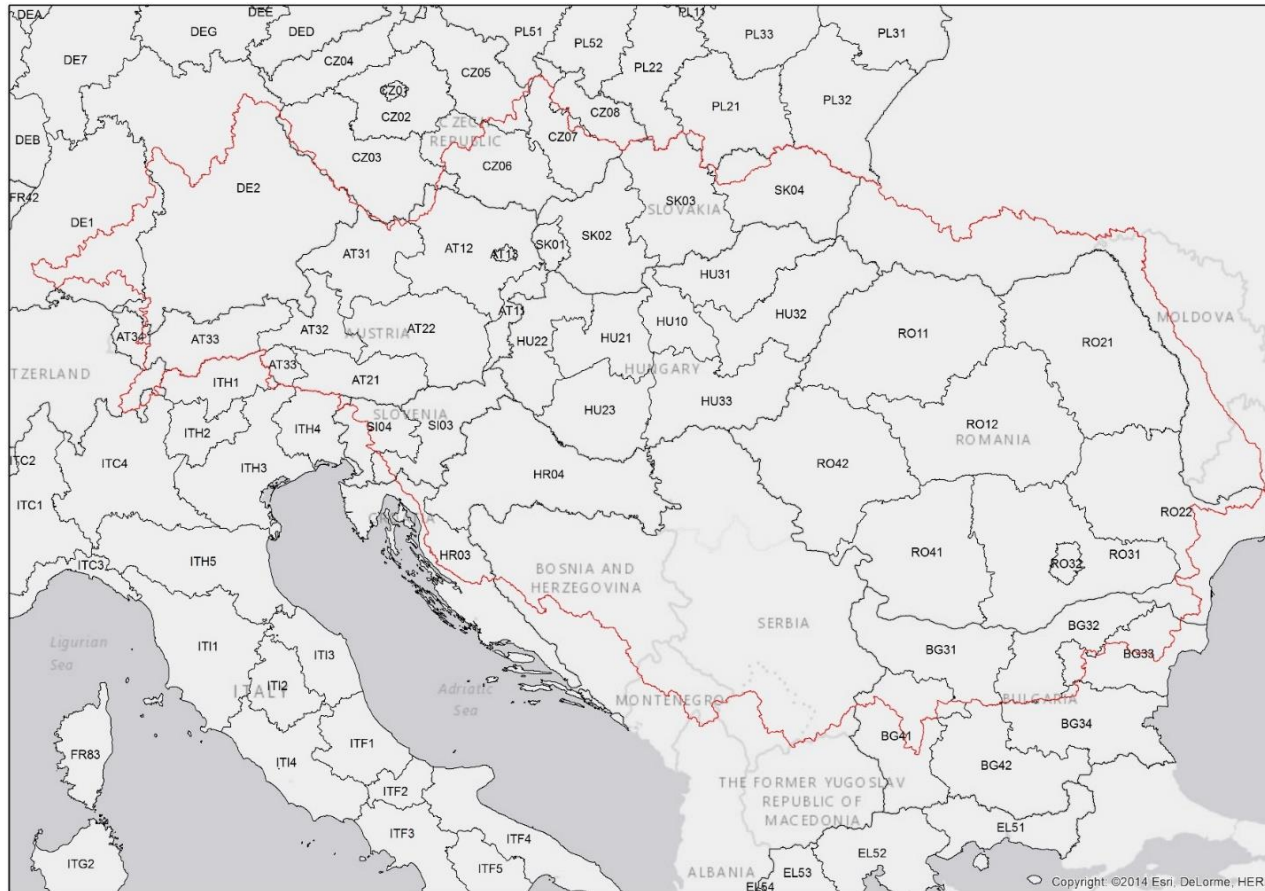 DEA
DEE
DEG
DED
PL51
PL52
PL11
PL33
PL31
DE7
CZ04
CZ05
PL22
CZ01
CZ02
PL21
PL32
CZ08
CZECH
REPUBLIC
DEB
CZ07
CZ03
CZ06
DE2
SK04
FR42
SK03
SLOVAKIA
DE1
SK02
AT31
AT12
AT13
SK01
HU31
AT11
MOLDOVA
HU32
AT34
AT33
AT32
AUSTRIA
AT22
HU22
HU21
HU10
RO11
RO21
AT33
HUNGARY
TZERLAND
ITH1
AT21
HU33
HU23
SLOVENIA
SI04
SI03
RO12
ROMANIA
ITH2
ITH4
ITC2
ITC4
ITH3
RO42
HR04
ITC1
RO22
HR03
RO41
RO31
RO32
ITC3
ITH5
BOSNIA AND
HERZEGOVINA
SERBIA
BG32
Ligurian
Sea
ITI1
ITI3
BG31
BG33
ITI2
ITALY
Adriatic
Sea
MONTENEGRO
BULGARIA
BG34
BG41
ITF1
FR83
ITI4
BG42
ITF2
THE FORMER YUGOSLAV
REPUBLIC OF
MACEDONIA
ITF3
ITF4
EL51
EL52
ITG2
ITF5
ALBANIA
EL53
EL54
Copyright: ©2014 Esri, DeLorme, HER